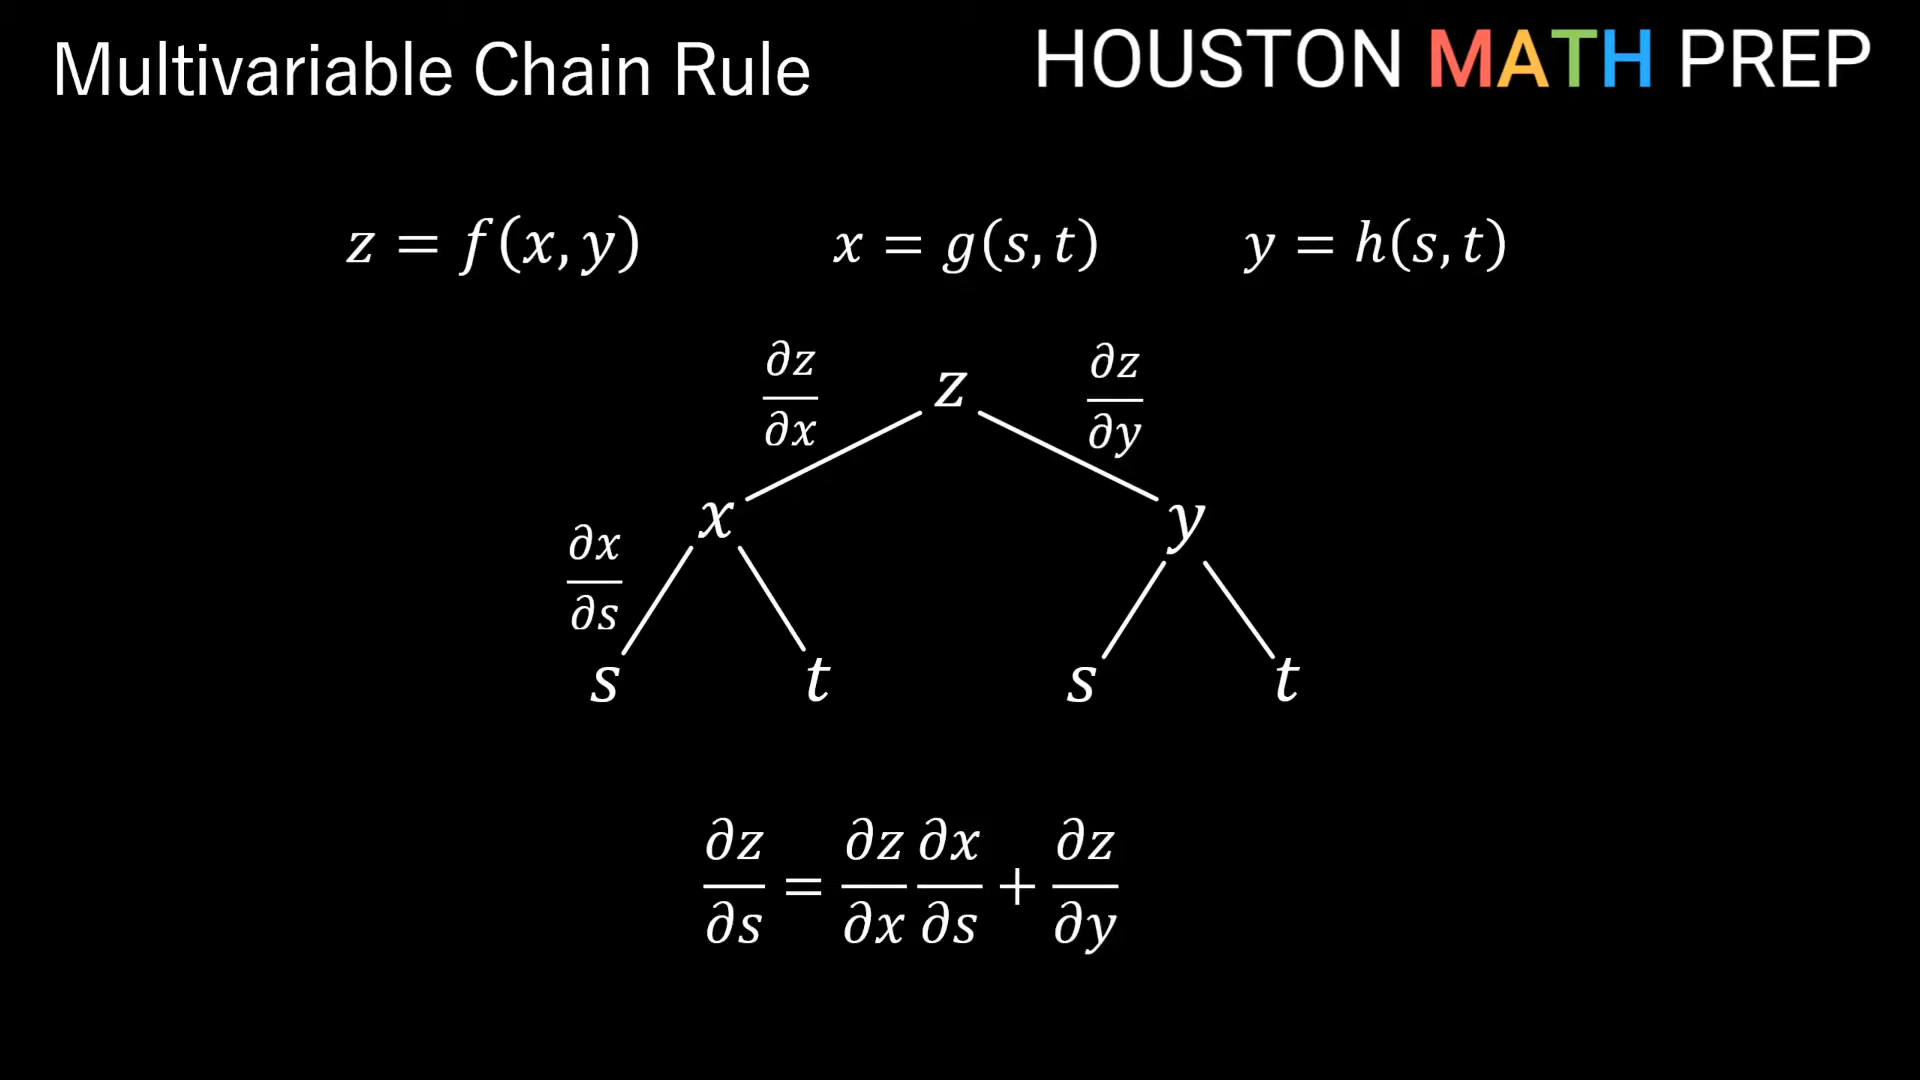 Multivariable Chain Rule
HOUSTON MATH PREP
z = f(x, y)
x = g(s, t)
y = h(s, t)
∂z/∂x
z
∂z/∂y
x
y
∂x/∂s
s
t
s
t
∂z/∂s = ∂z/∂x ∂x/∂s + ∂z/∂y